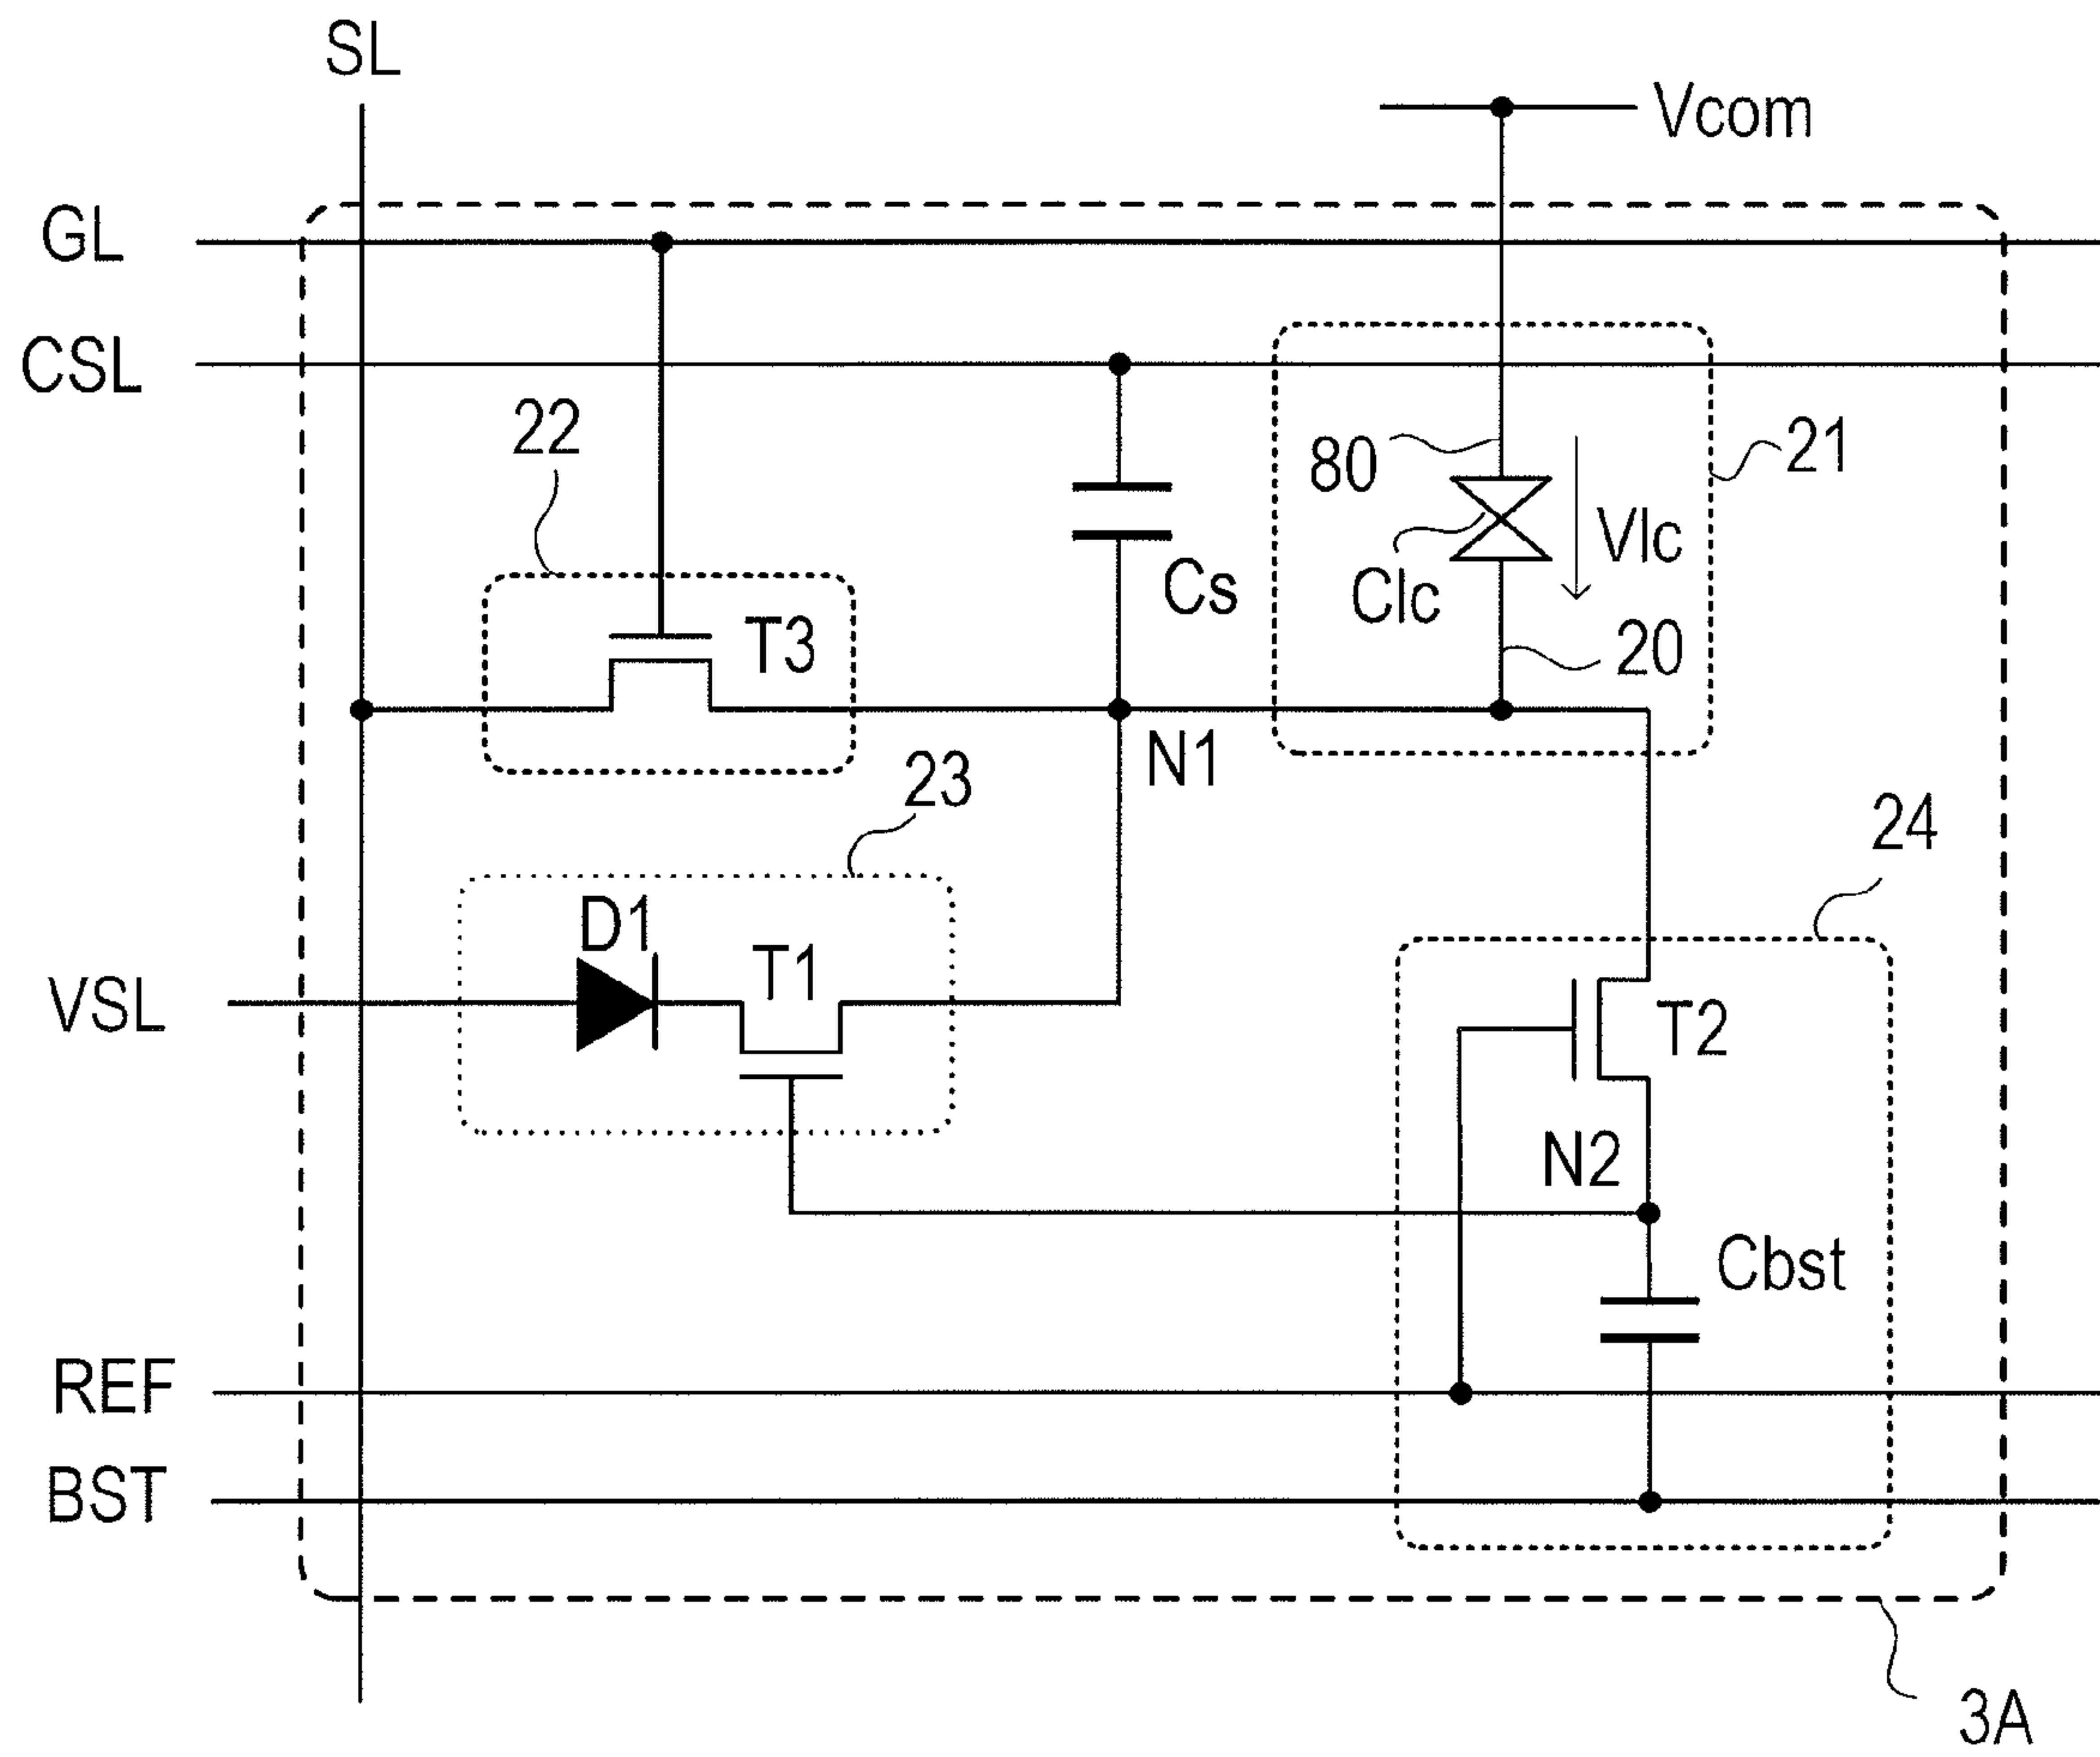 SL
Vcom
GL
CSL
22
80
21
Vlc
Clc
Cs
T3
20
N1
23
24
D1
T1
VSL
T2
N2
Cbst
REF
BST
3A